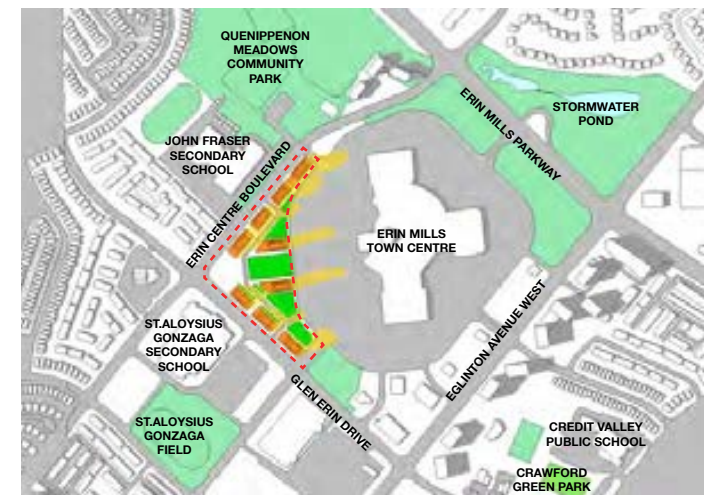 QUENIPPENON
MEADOWS
COMMUNITY
PARK
STORMWATER
POND
ERIN MILLS PARKWAY
JOHN FRASER
SECONDARY
SCHOOL
ERIN CENTRE BOULEVARD
ERIN MILLS
TOWN CENTRE
ST.ALOYSIUS
GONZAGA
SECONDARY
SCHOOL
EGLINTON AVENUE WEST
GLEN ERIN DRIVE
ST.ALOYSIUS
GONZAGA
FIELD
CREDIT VALLEY
PUBLIC SCHOOL
CRAWFORD
GREEN PARK